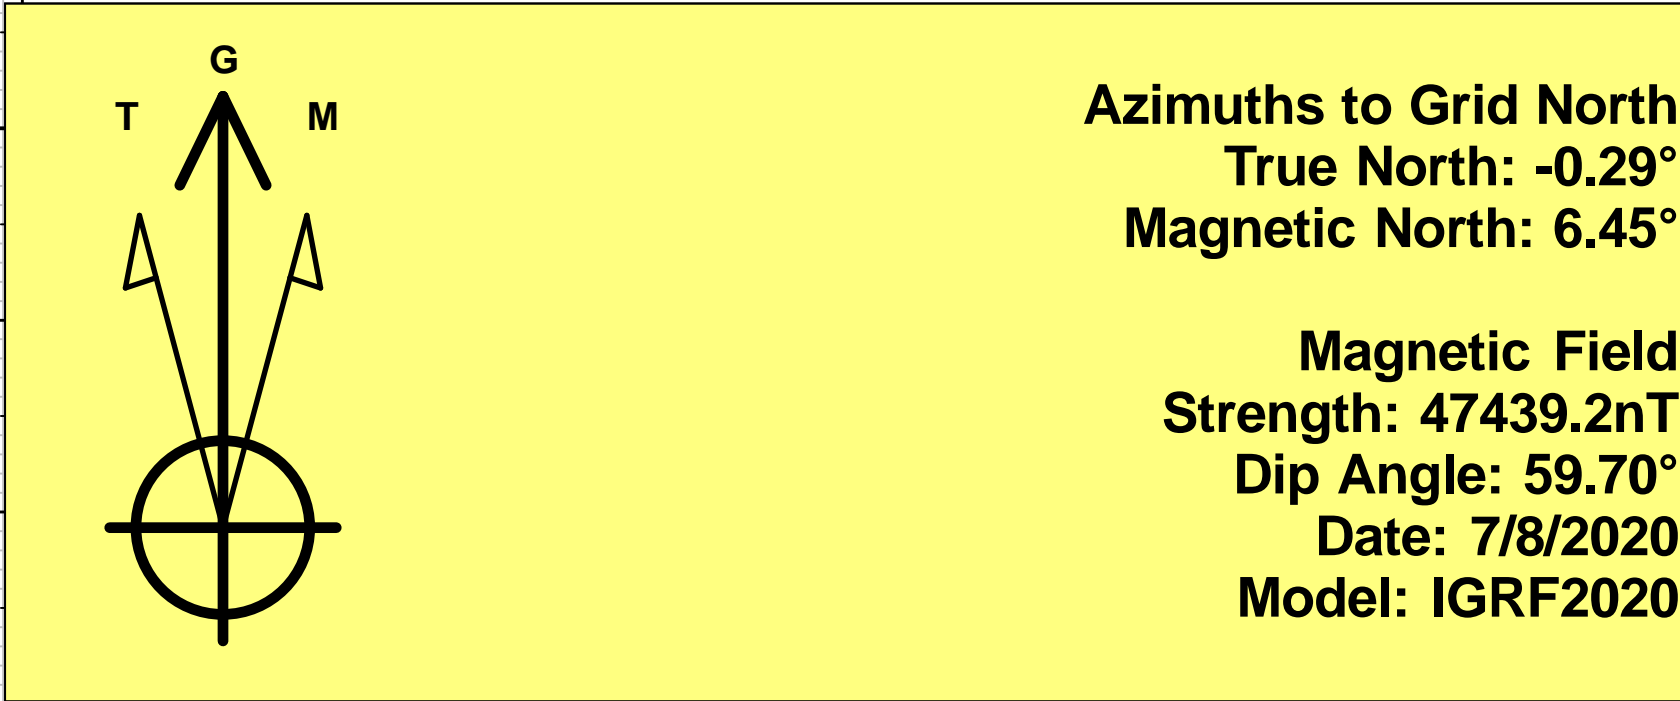 G
T M
Azimuths to Grid North
True North: -0.29°
Magnetic North: 6.45°
Magnetic Field
Strength: 47439.2nT
Dip Angle: 59.70°
Date: 7/8/2020
Model: IGRF2020